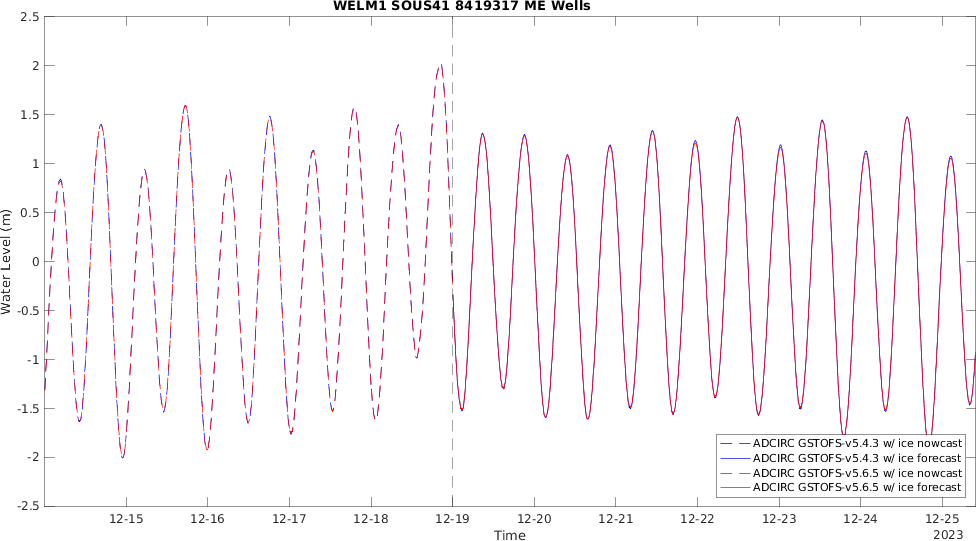 WELM1 SOUS41 8419317 ME Wells
2.5
2
1.5
1
0.5
0
-0.5
-1
-1.5
-2
-2.5
Water Level (m)
12-15 12-16 12-17 12-18 12-19 12-20 12-21 12-22 12-23 12-24 12-25
2023
Time
ADCIRC GSTOFS-v5.4.3 w/ ice nowcast
ADCIRC GSTOFS-v5.4.3 w/ ice forecast
ADCIRC GSTOFS-v5.6.5 w/ ice nowcast
ADCIRC GSTOFS-v5.6.5 w/ ice forecast